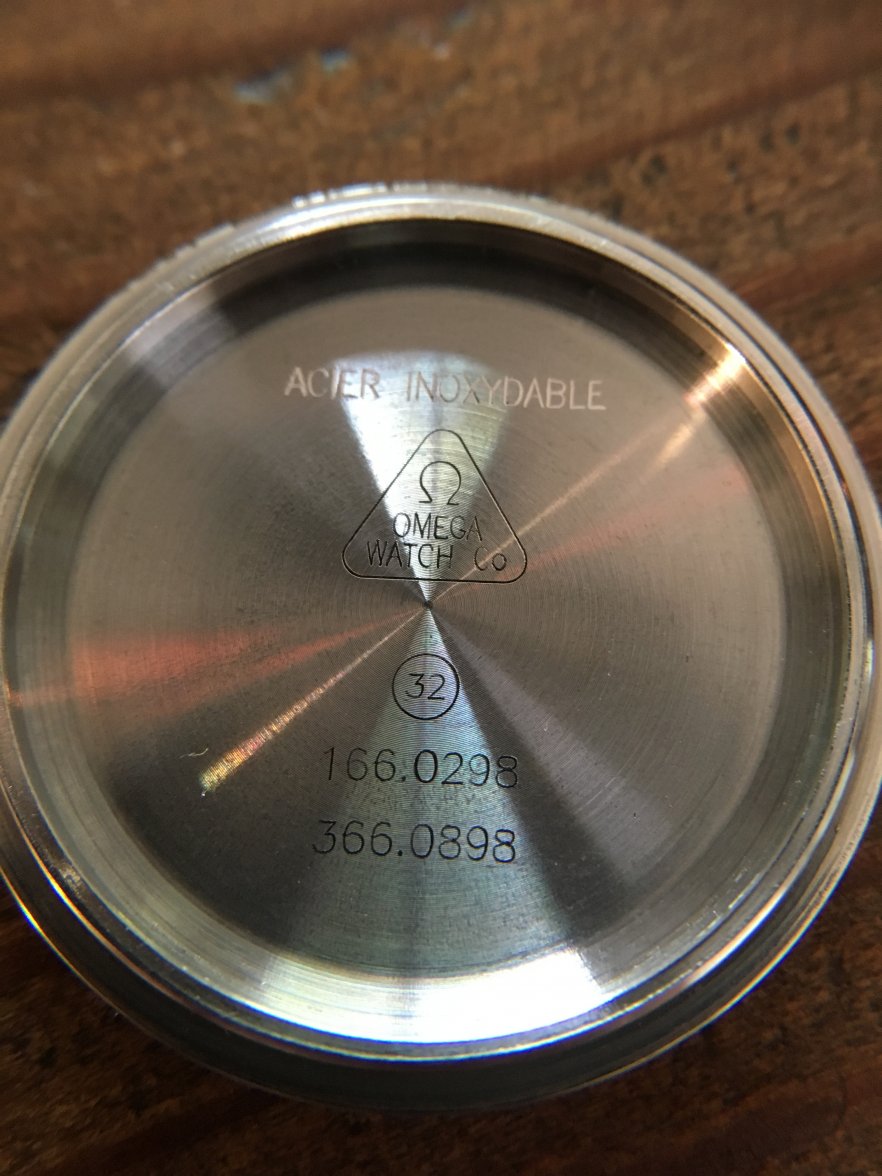 ACIER INOXYDABLE
Ω
OMEGA
WATCH Co
32
166.0298
366.0898